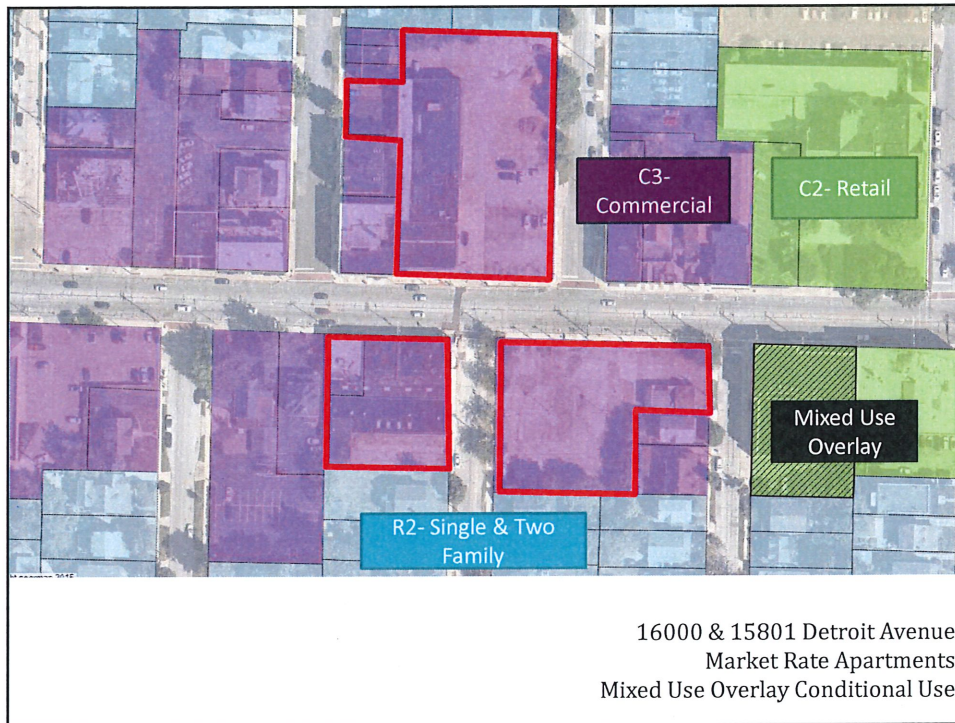 C3-
Commercial
C2- Retail
Mixed Use
Overlay
R2- Single & Two
Family
2015
16000 & 15801 Detroit Avenue
Market Rate Apartments
Mixed Use Overlay Conditional Use